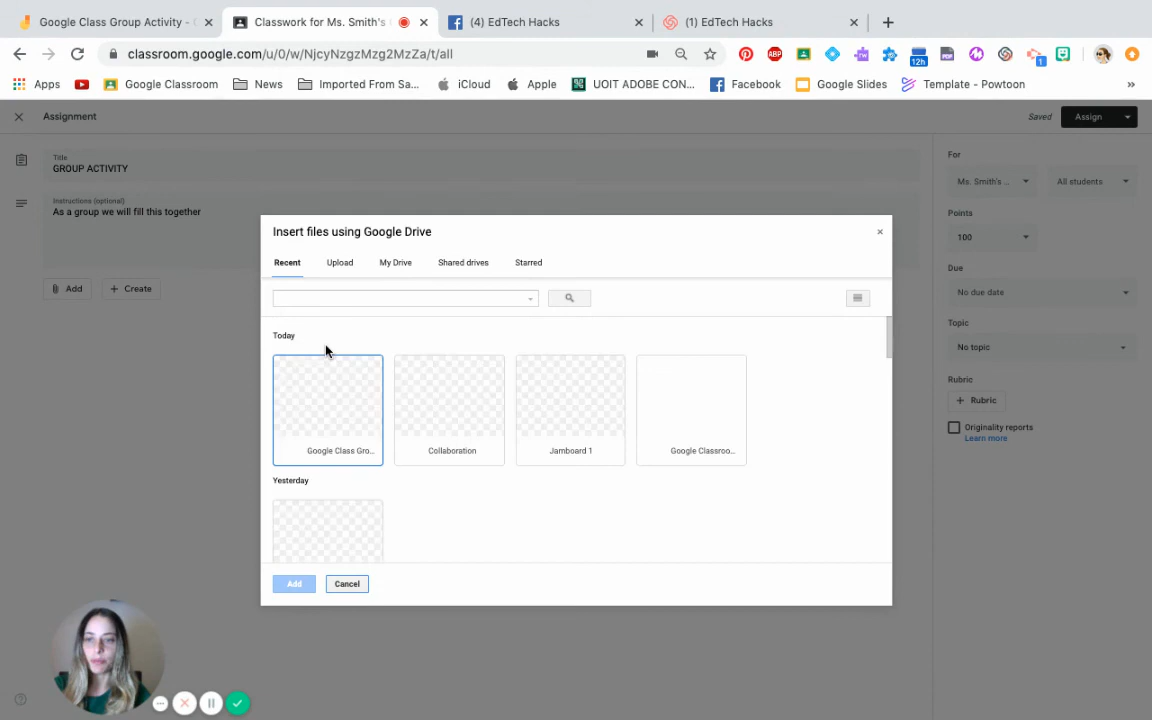 Google Class Group Activity - 
Classwork for Ms. Smith's
(4) EdTech Hacks
(1) EdTech Hacks
classroom.google.com/u/0/w/NjcyNzgzMzg2MzZa/t/all
ABP
12h
PDF
1
Apps
Google Classroom
News
Imported From Sa...
iCloud
Apple
UOIT ADOBE CON...
Facebook
Google Slides
Template - Powtoon
»
Assignment
Saved
Assign
Title
GROUP ACTIVITY
Instructions (optional)
As a group we will fill this together
Add
Create
For
Ms. Smith's ...
All students
Points
100
Due
No due date
Topic
No topic
Rubric
Rubric
Originality reports
Learn more
Insert files using Google Drive
Recent
Upload
My Drive
Shared drives
Starred
Today
Google Class Gro...
Collaboration
Jamboard 1
Google Classroo...
Yesterday
Add
Cancel